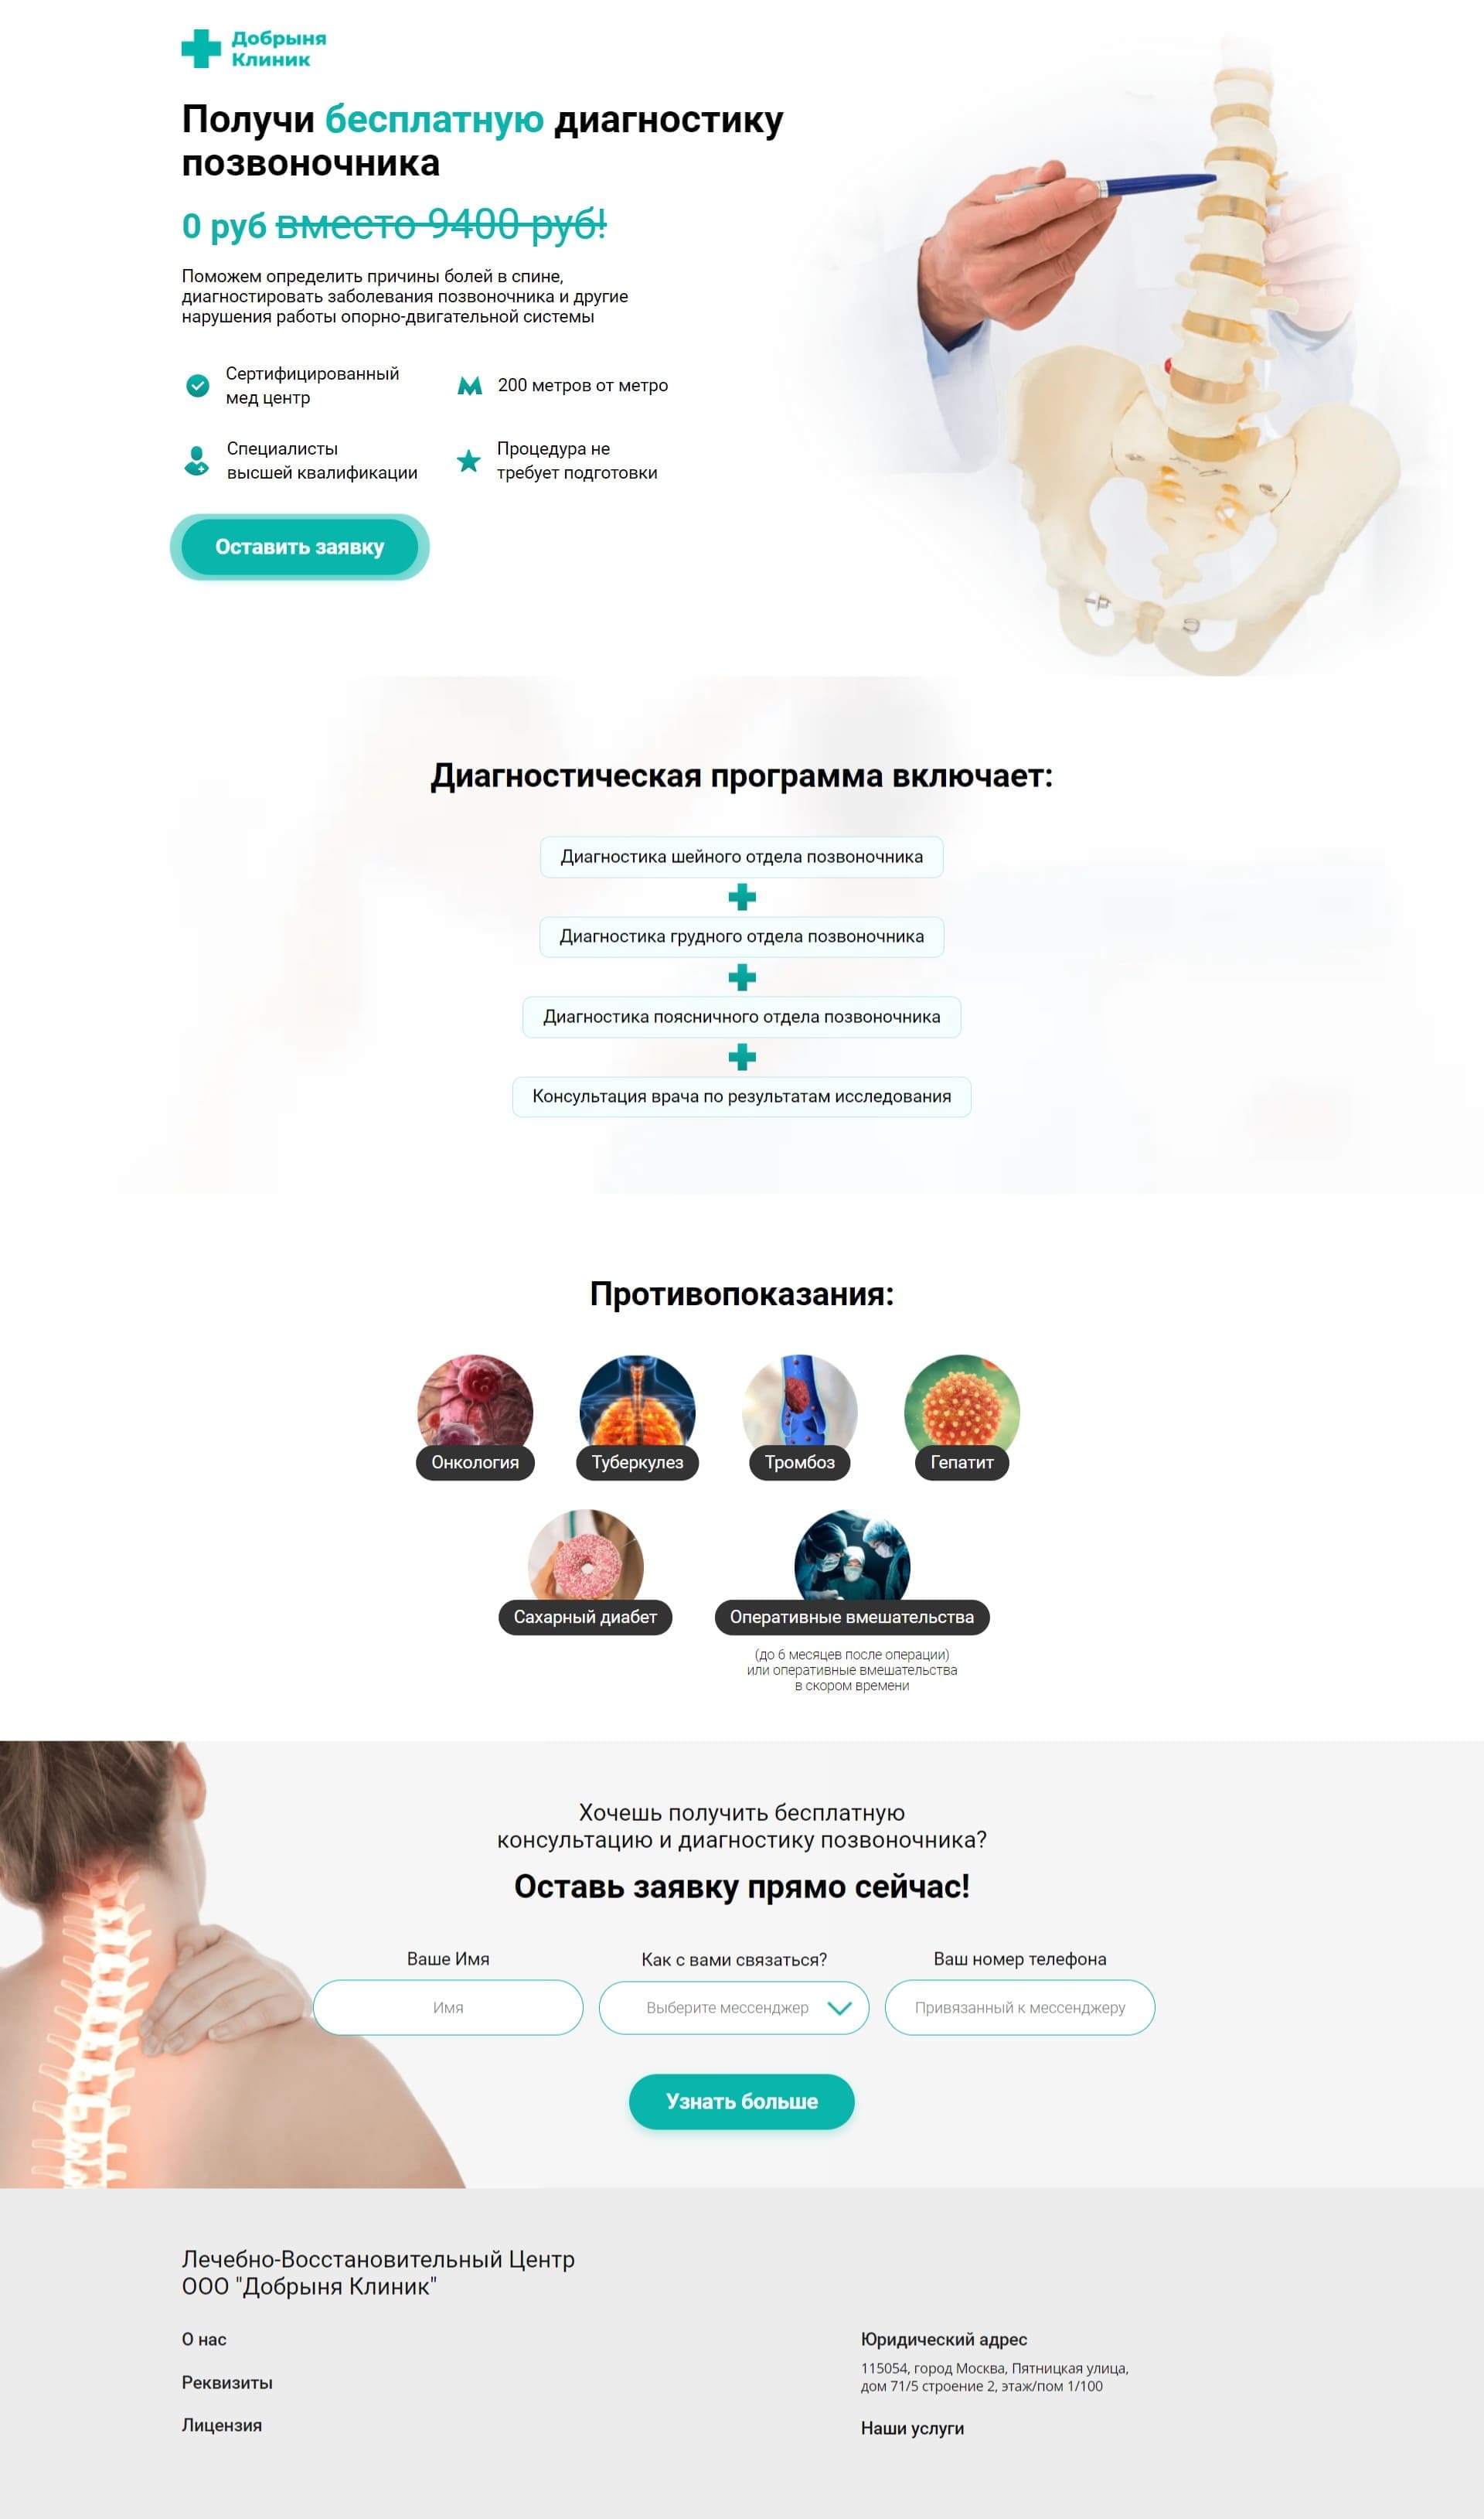 Добрыня
Клиник
Получи бесплатную диагностику
позвоночника
0 руб вместо 9400 руб!
Поможем определить причины болей в спине,
диагностировать заболевания позвоночника и другие
нарушения работы опорно-двигательной системы
Сертифицированный
мед центр
200 метров от метро
Специалисты
высшей квалификации
Процедура не
требует подготовки
Оставить заявку
Диагностическая программа включает:
Диагностика шейного отдела позвоночника
Диагностика грудного отдела позвоночника
Диагностика поясничного отдела позвоночника
Консультация врача по результатам исследования
Противопоказания:
Онкология
Туберкулез
Тромбоз
Гепатит
Сахарный диабет
Оперативные вмешательства
(до 6 месяцев после операции)
или оперативные вмешательства
в скором времени
Хочешь получить бесплатную
консультацию и диагностику позвоночника?
Оставь заявку прямо сейчас!
Ваше Имя
Как с вами связаться?
Ваш номер телефона
Имя
Выберите мессенджер
Привязанный к мессенджеру
Узнать больше
Лечебно-Восстановительный Центр
ООО "Добрыня Клиник"
О нас
Реквизиты
Лицензия
Юридический адрес
115054, город Москва, Пятницкая улица,
дом 71/5 строение 2, этаж/пом 1/100
Наши услуги